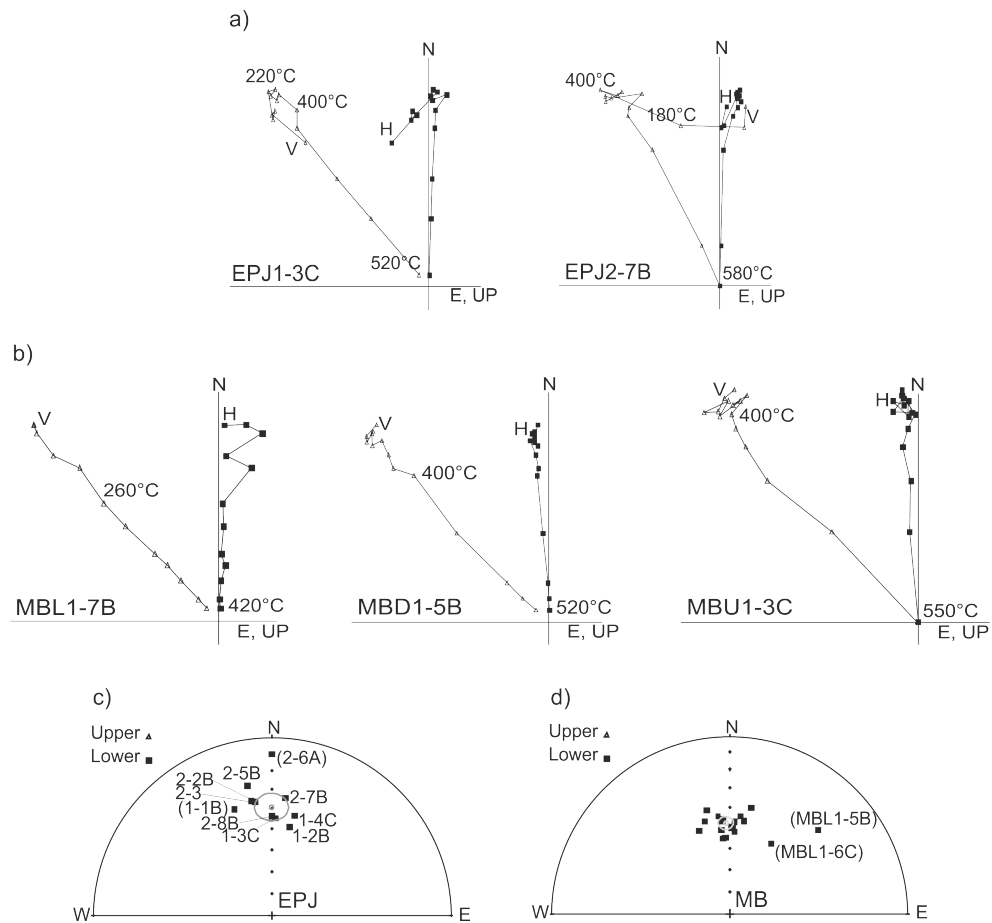 a)
N
N
220°C
400°C
H
V
520°C
EPJ1-3C
E, UP
400°C
180°C
H
V
580°C
EPJ2-7B
E, UP
b)
N
N
N
V
H
260°C
420°C
MBL1-7B
E, UP
V
H
400°C
520°C
MBD1-5B
E, UP
V
H
400°C
550°C
MBU1-3C
E, UP
c)
Upper
Lower
N
(2-6A)
2-5B
2-2B
2-3
2-7B
(1-1B)
1-4C
2-8B
1-3C
1-2B
EPJ
W
E
d)
Upper
Lower
N
(MBL1-5B)
(MBL1-6C)
MB
W
E